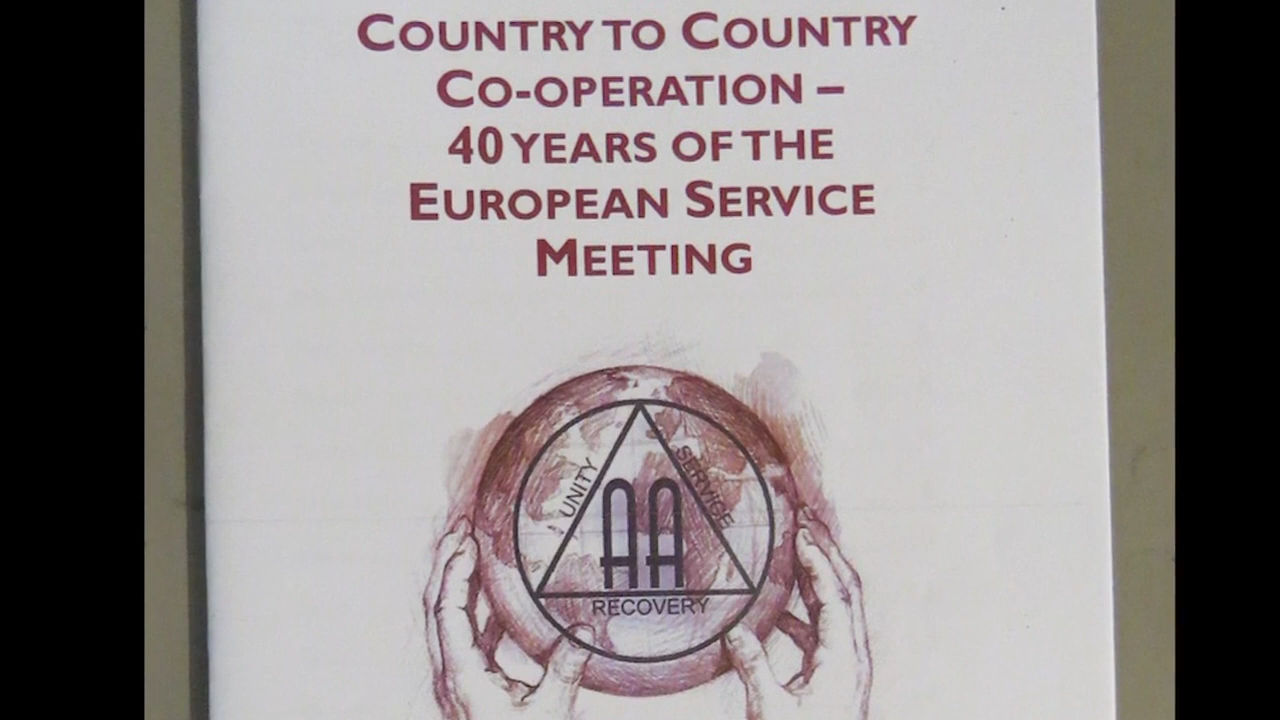 COUNTRY TO COUNTRY
CO-OPERATION –
40 YEARS OF THE
EUROPEAN SERVICE
MEETING
UNITY
SERVICE
AA
RECOVERY